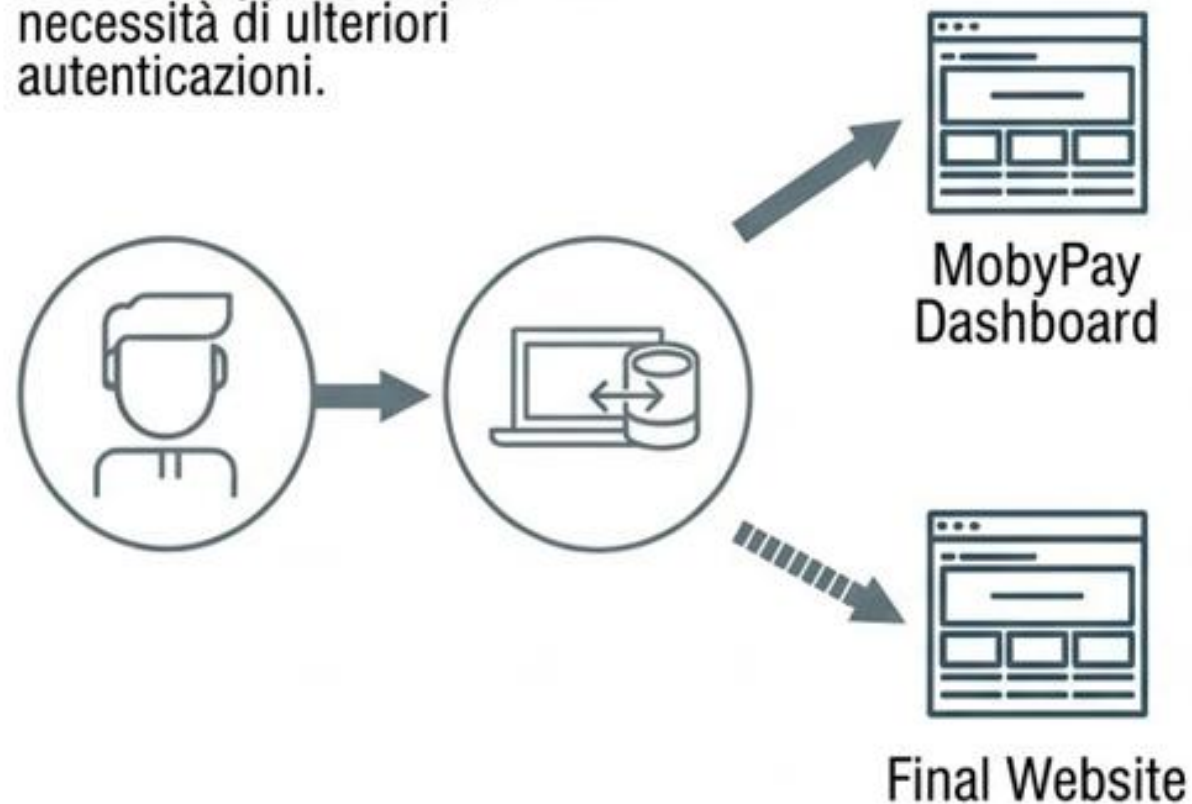 necessità di ulteriori
autenticazioni.
MobyPay
Dashboard
Final Website